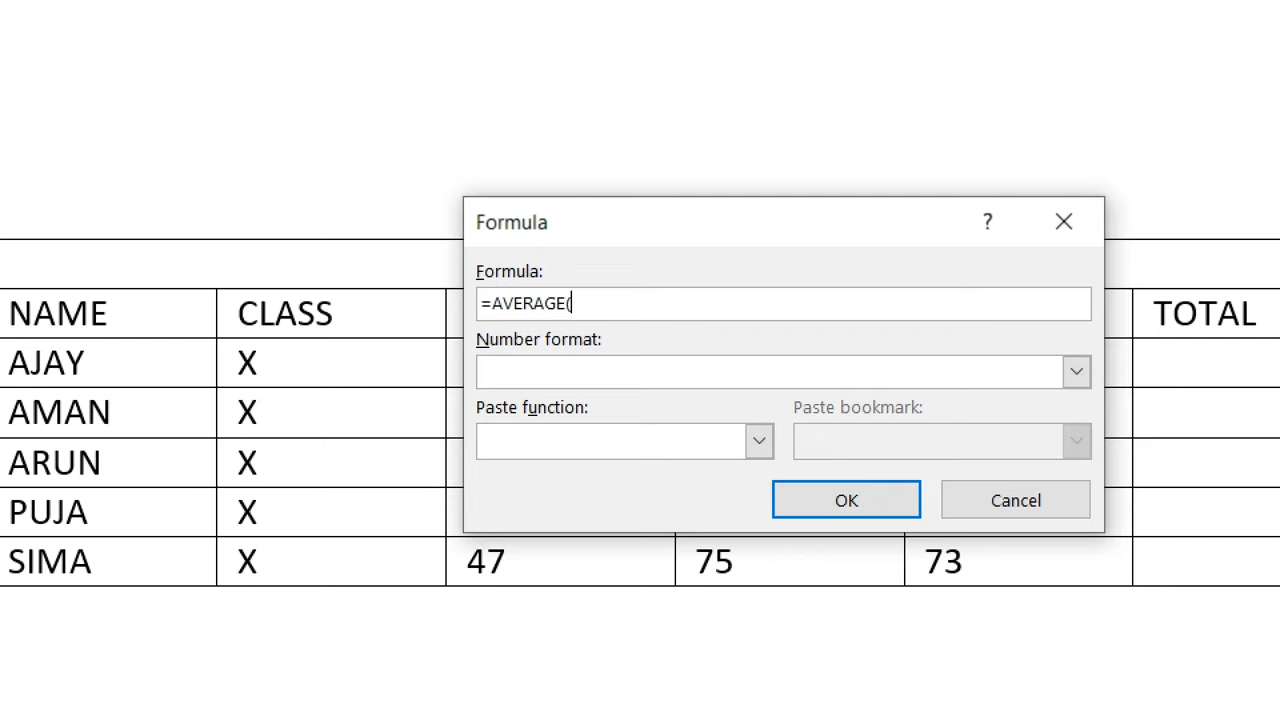 Formula
?
Formula:
=AVERAGE(
Number format:
Paste function:
Paste bookmark:
OK
Cancel
NAME CLASS TOTAL
AJAY X
AMAN X
ARUN X
PUJA X
SIMA X 47 75 73